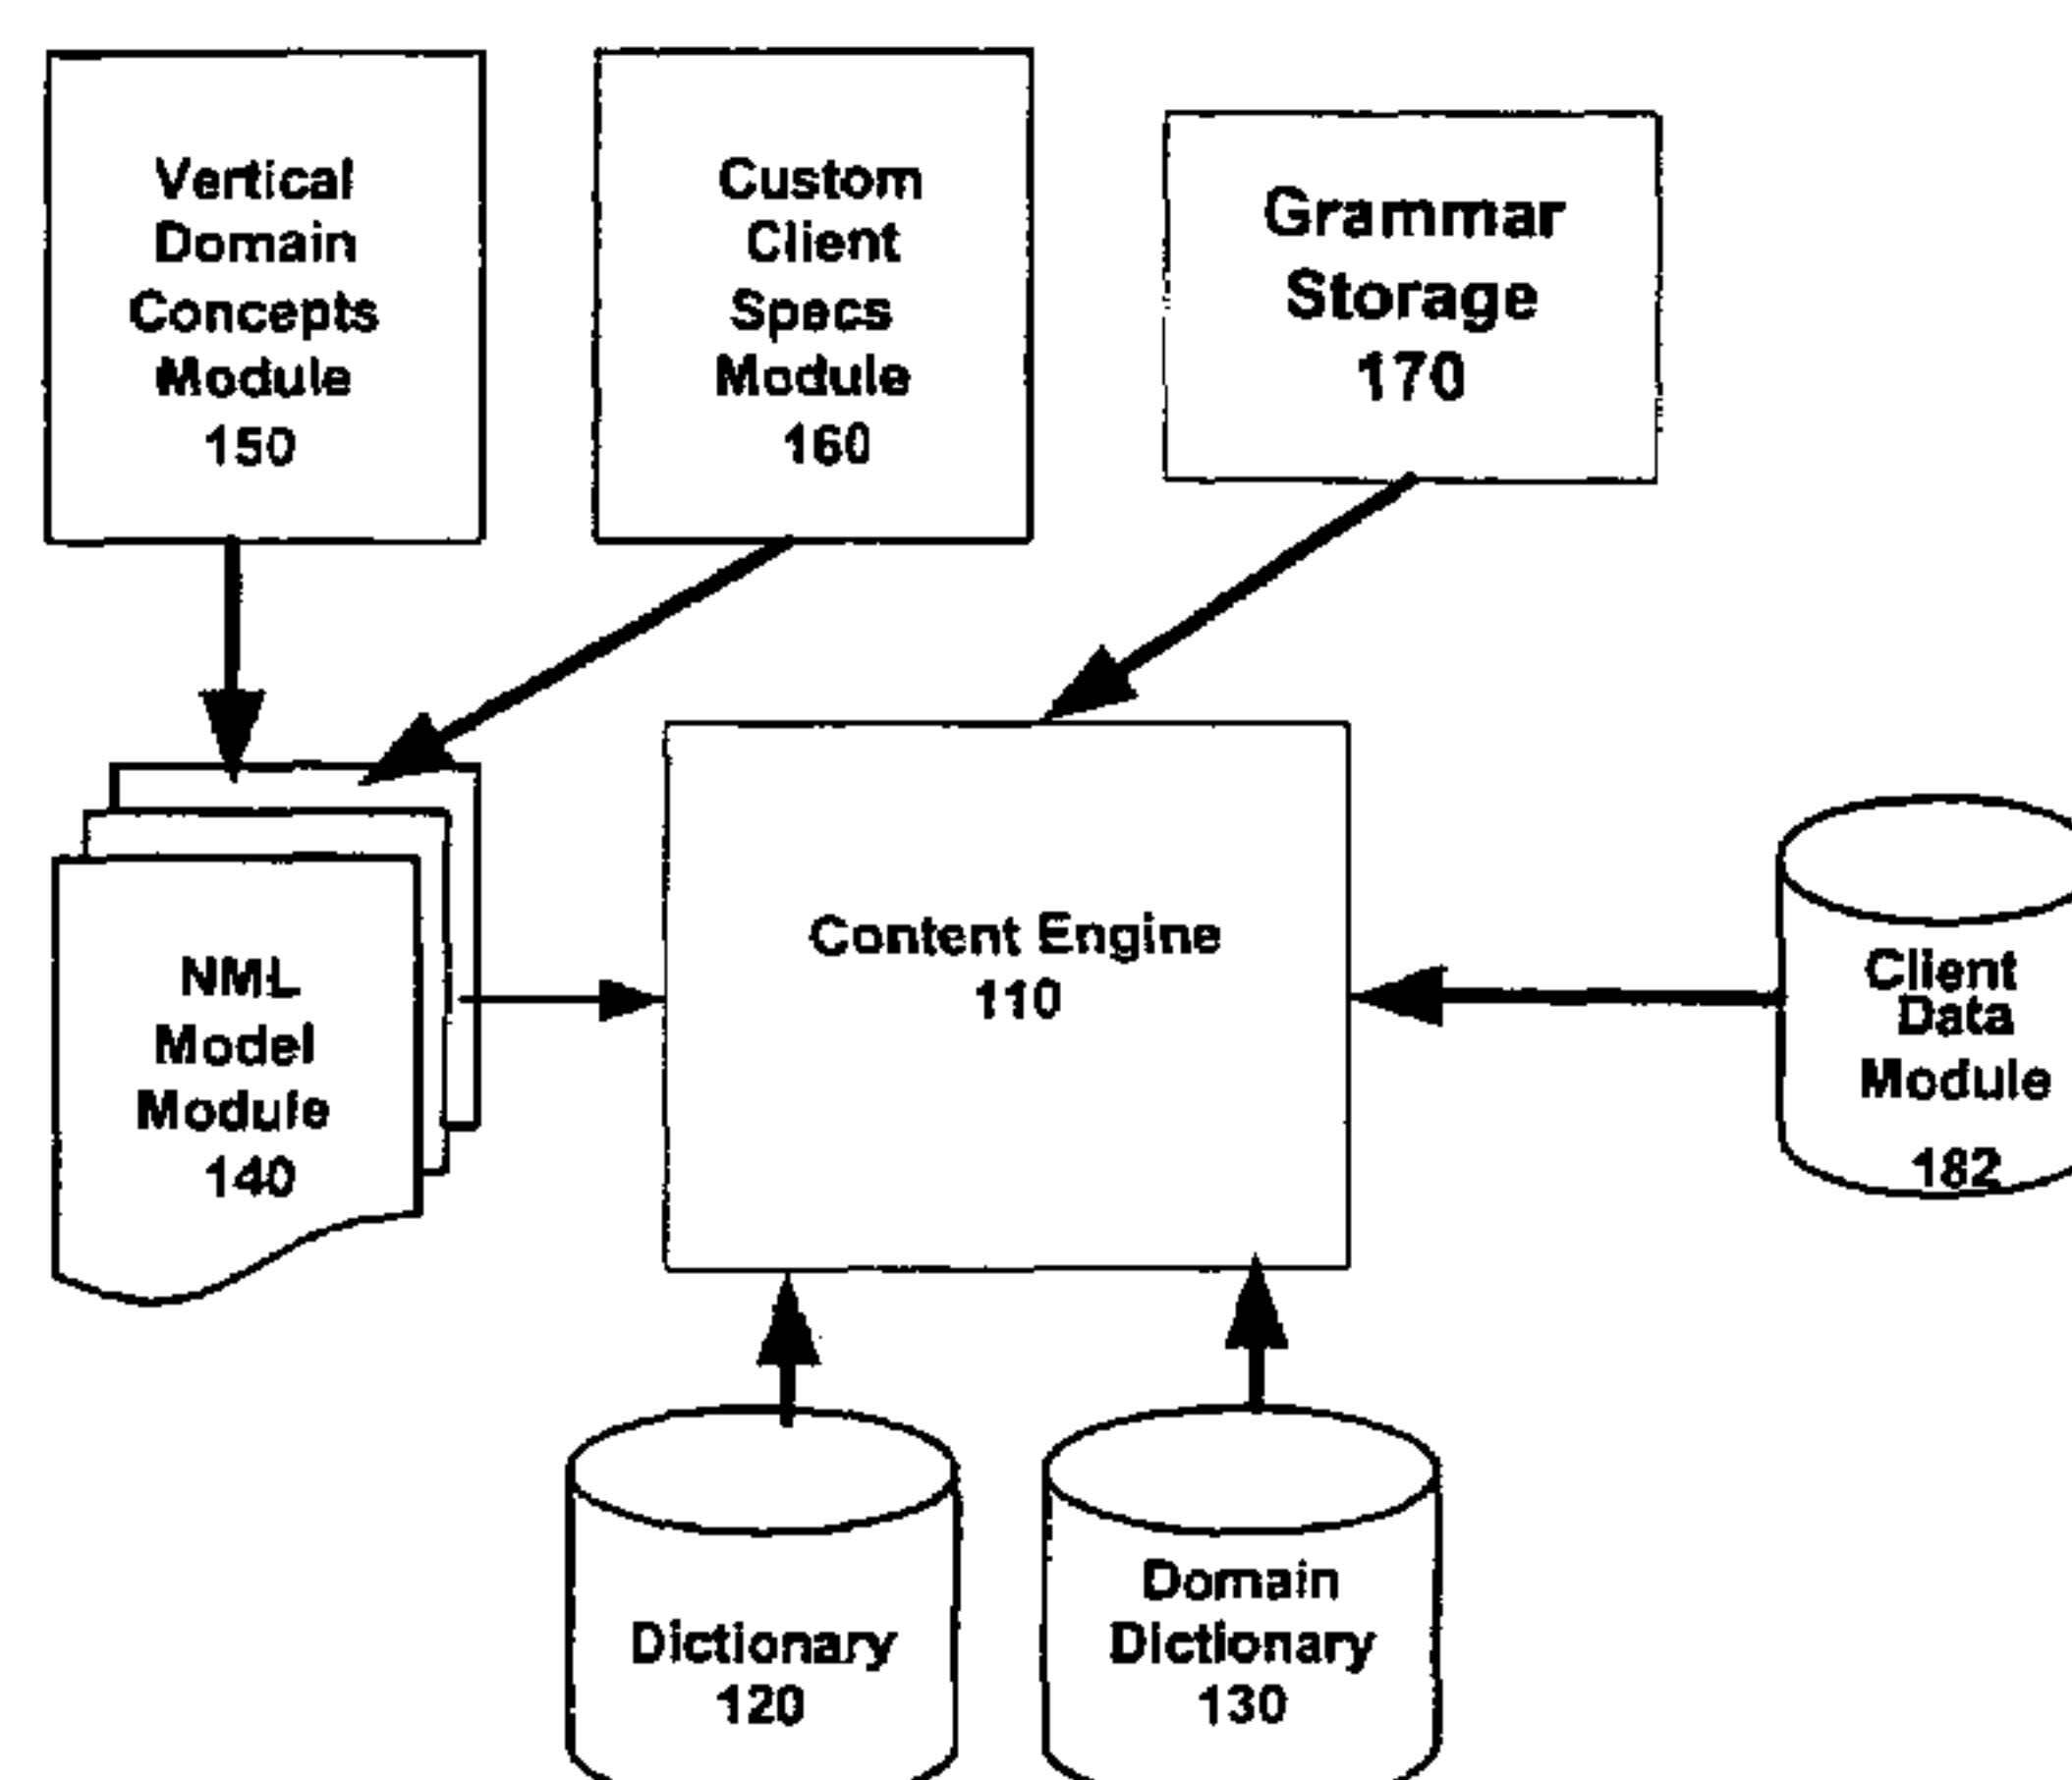 Vertical
Domain
Concepts
Module
150
Custom
Client
Specs
Module
160
Grammar
Storage
170
NML
Model
Module
140
Content Engine
110
Client
Data
Module
182
Dictionary
120
Domain
Dictionary
130